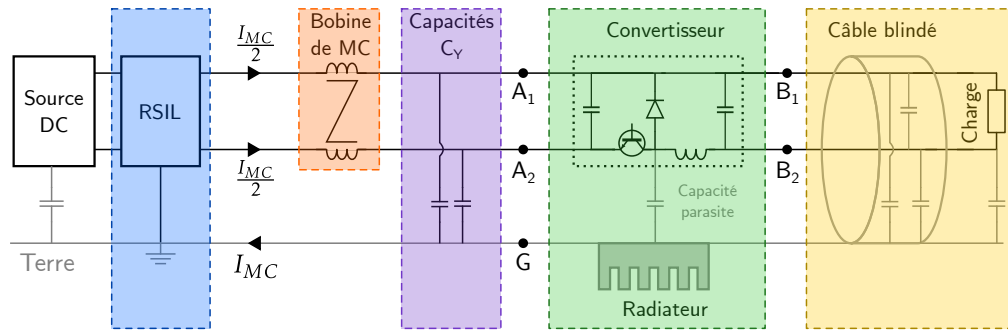 Source
DC
RSIL
I_MC
2
I_MC
2
I_MC
Terre
Bobine
de MC
Capacités
C_Y
A_1
A_2
G
Convertisseur
Capacité
parasite
Radiateur
B_1
B_2
Câble blindé
Charge